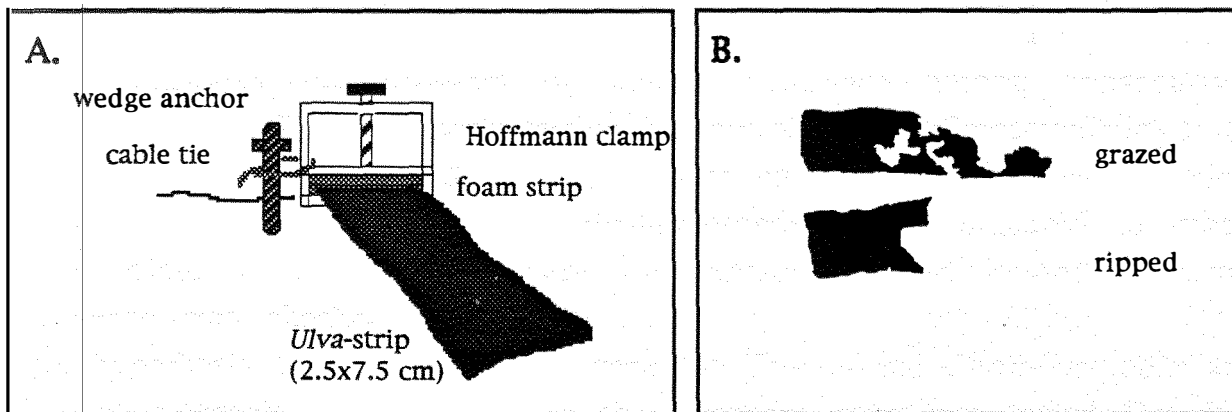 A.
wedge anchor
cable tie
Hoffmann clamp
foam strip
Ulva-strip
(2.5x7.5 cm)
B.
grazed
ripped